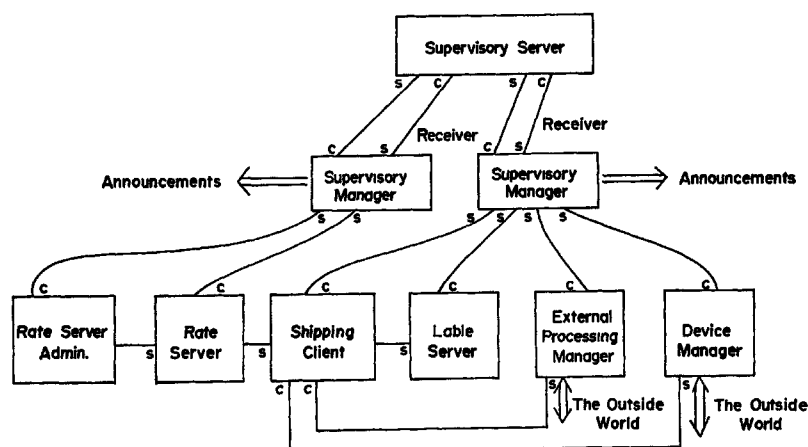 Supervisory Server
S
C
S
C
Receiver
Receiver
C
S
C
S
Announcements
Supervisory
Manager
Supervisory
Manager
Announcements
S
S
S
S
S
S
C
C
C
C
C
C
Rate Server
Admin.
S
Rate
Server
S
Shipping
Client
S
Lable
Server
External
Processing
Manager
Device
Manager
C
C
S
S
The Outside
World
The Outside
World